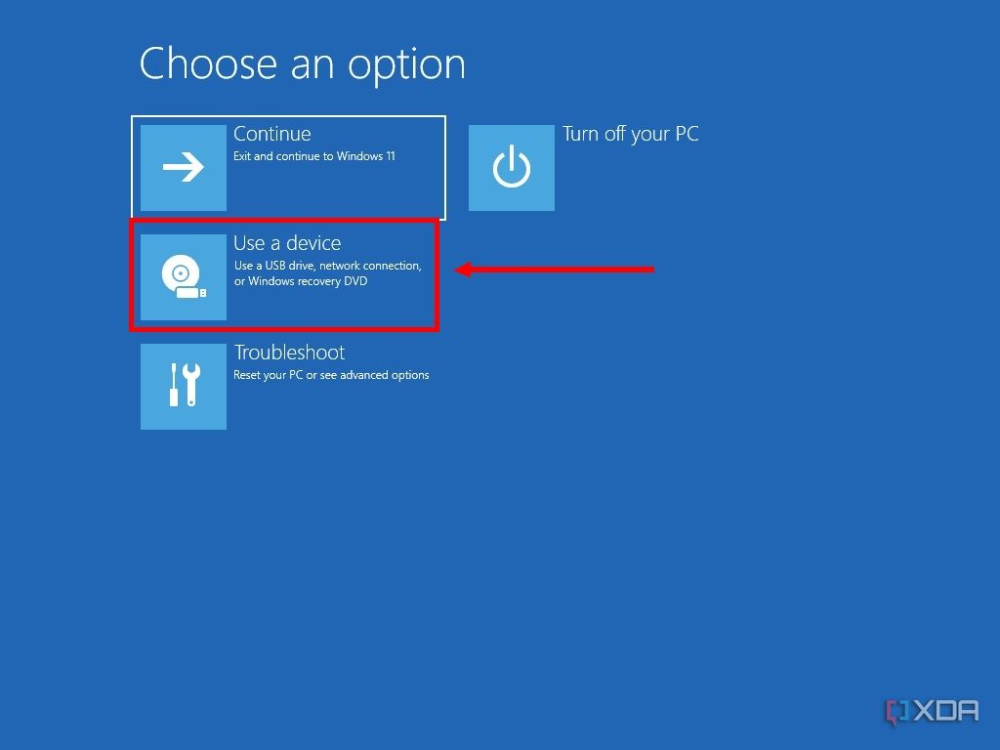 Choose an option
Continue
Exit and continue to Windows 11
Turn off your PC
Use a device
Use a USB drive, network connection,
or Windows recovery DVD
Troubleshoot
Reset your PC or see advanced options
XDA